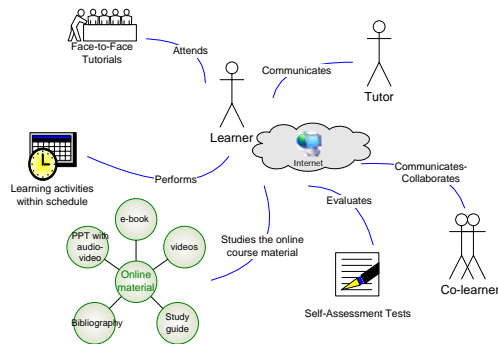 Face-to-Face
Tutorials
Attends
Communicates
Tutor
Learner
Internet
Learning activities
within schedule
Performs
Communicates-
Collaborates
Evaluates
e-book
PPT with
audio-
video
videos
Studies the online
course material
Online
material
Bibliography
Study
guide
Self-Assessment Tests
Co-learner